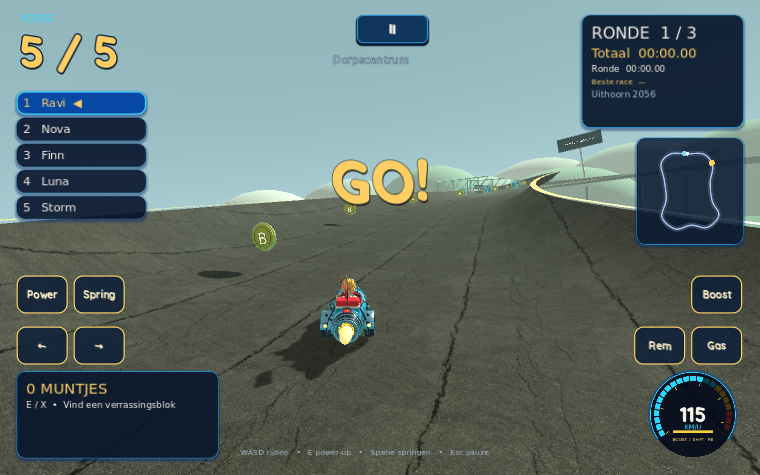 5 / 5
Dorpscentrum
RONDE 1 / 3
Totaal 00:00.00
Ronde 00:00.00
Beste race —
Uithoorn 2056
1 Ravi ◀
2 Nova
3 Finn
4 Luna
5 Storm
GO!
B
B
Power
Spring
Boost
←
→
Rem
Gas
0 MUNTJES
E / X • Vind een verrassingsblok
115
KM/U
BOOST / SHIFT
WASD rijden • E power-up • Spatie springen • Esc pauze